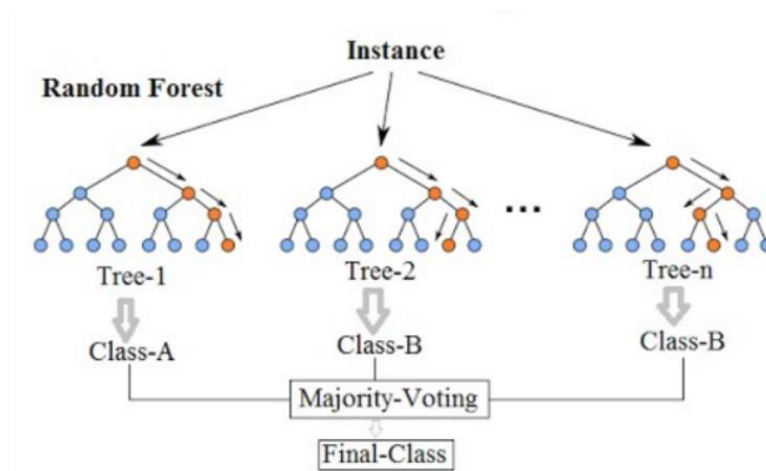 Instance
Random Forest
...
Tree-1 Tree-2 Tree-n
Class-A Class-B Class-B
Majority-Voting
Final-Class